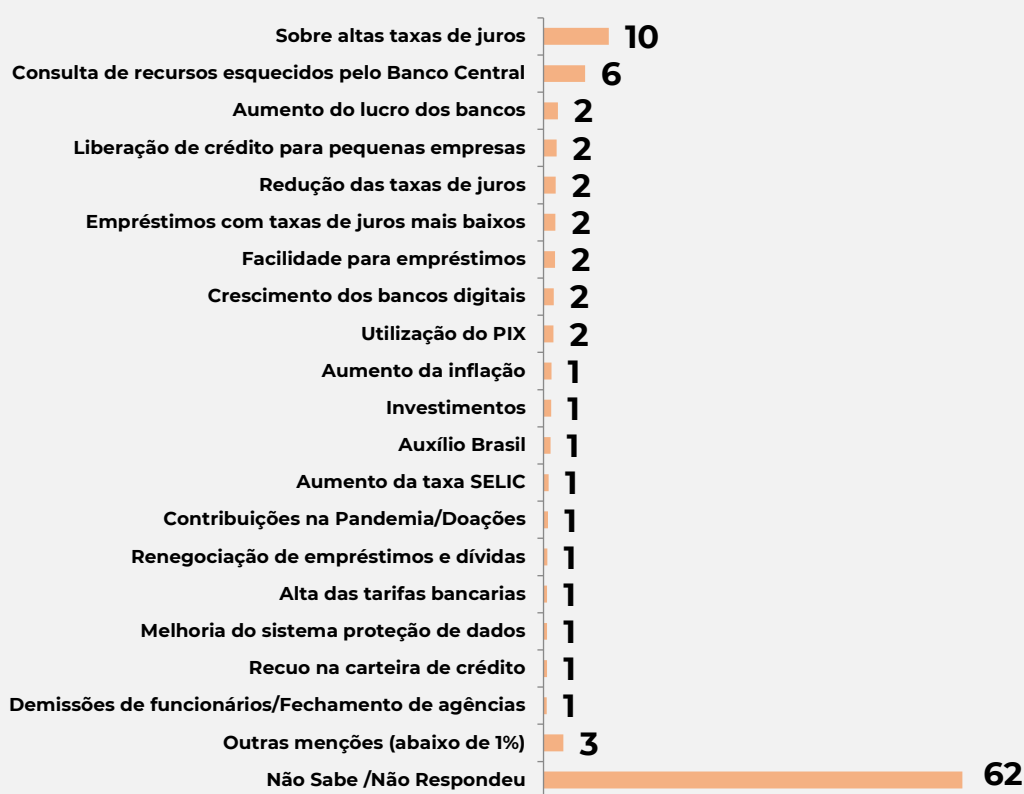 Sobre altas taxas de juros 10
Consulta de recursos esquecidos pelo Banco Central 6
Aumento do lucro dos bancos 2
Liberação de crédito para pequenas empresas 2
Redução das taxas de juros 2
Empréstimos com taxas de juros mais baixos 2
Facilidade para empréstimos 2
Crescimento dos bancos digitais 2
Utilização do PIX 2
Aumento da inflação 1
Investimentos 1
Auxílio Brasil 1
Aumento da taxa SELIC 1
Contribuições na Pandemia/Doações 1
Renegociação de empréstimos e dívidas 1
Alta das tarifas bancarias 1
Melhoria do sistema proteção de dados 1
Recuo na carteira de crédito 1
Demissões de funcionários/Fechamento de agências 1
Outras menções (abaixo de 1%) 3
Não Sabe /Não Respondeu 62